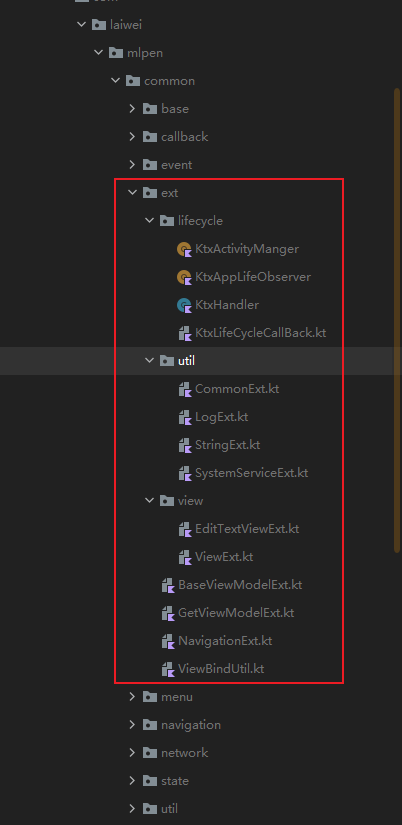 laiwei
mlpen
common
base
callback
event
ext
lifecycle
KtxActivityManger
KtxAppLifeObserver
KtxHandler
KtxLifeCycleCallBack.kt
util
CommonExt.kt
LogExt.kt
StringExt.kt
SystemServiceExt.kt
view
EditTextViewExt.kt
ViewExt.kt
BaseViewModelExt.kt
GetViewModelExt.kt
NavigationExt.kt
ViewBindUtil.kt
menu
navigation
network
state
util